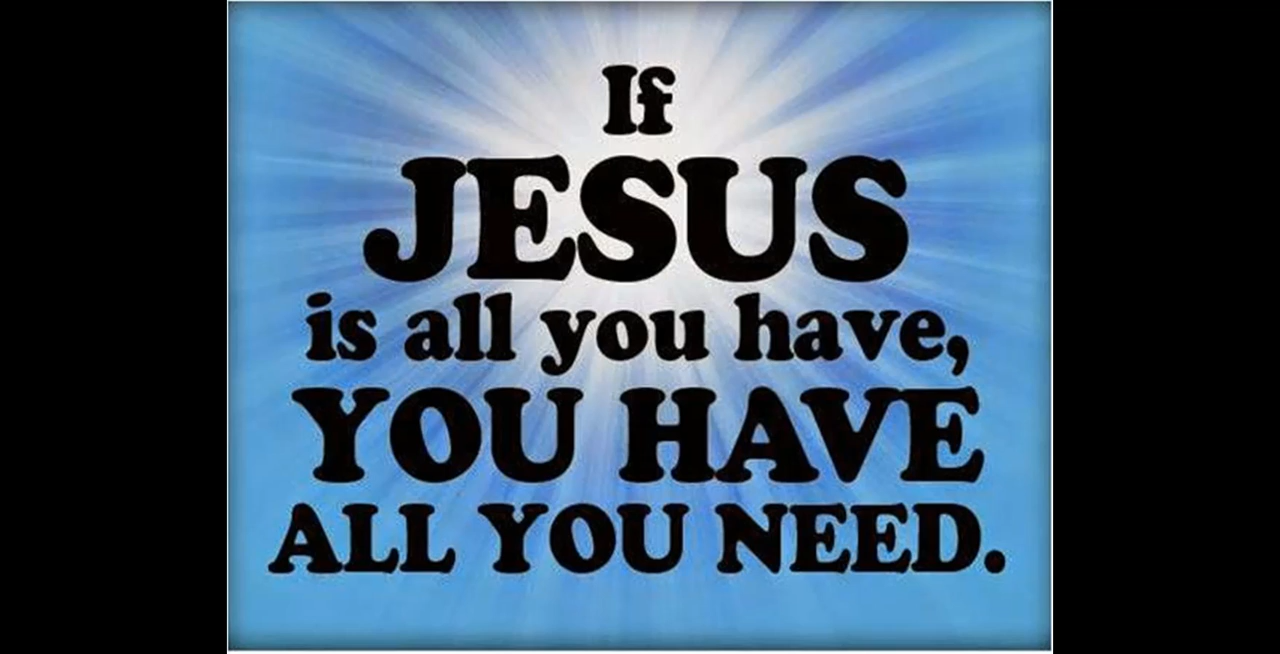 If
JESUS
is all you have,
YOU HAVE
ALL YOU NEED.